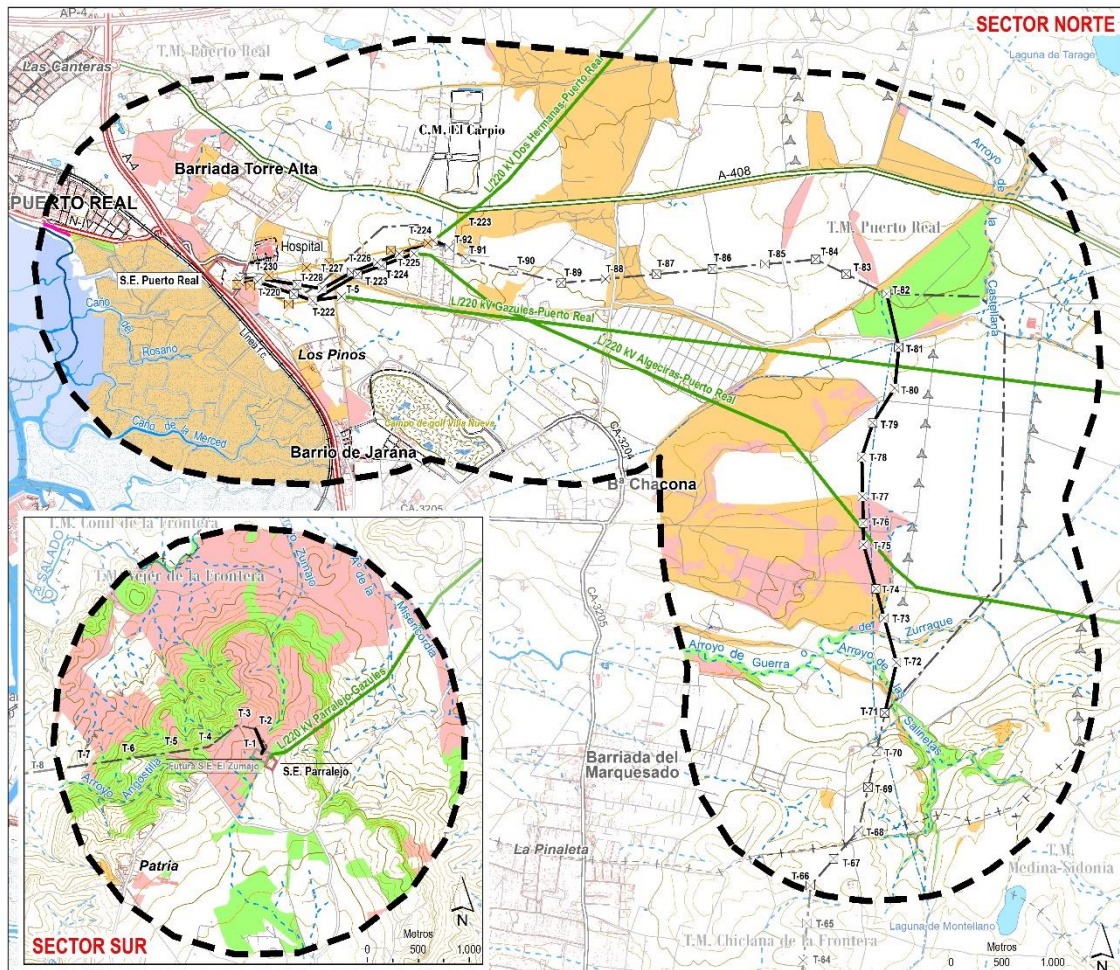 SECTOR NORTE
AP-4
T.M. Puerto Real
Las Canteras
Laguna de Taraje
A-4
C.M. El Carpio
L/220 kV Dos Hermanas-Puerto Real
Arroyo de la Castellana
Barriada Torre Alta
A-408
PUERTO REAL
N-IV
T.M. Puerto Real
Hospital
S.E. Puerto Real
T-230
T-220
T-228
T-227
T-226
T-224
T-225
T-223
T-92
T-91
T-224
T-223
T-222
T-5
T-90
T-89
T-88
T-87
T-86
T-85
T-84
T-83
T-82
L/220 kV Gazules-Puerto Real
L/220 kV Algeciras-Puerto Real
Caño del Rosario
Línea f.c.
Los Pinos
T-81
T-80
T-79
T-78
T-77
T-76
T-75
T-74
T-73
T-72
T-71
T-70
T-69
T-68
T-67
T-66
T-65
T-64
Campo de golf Villa Nueva
Caño de la Merced
Barrio de Jarana
CA-3204
Bª Chacona
CA-3205
CA-3205
Arroyo de Guerra o del Zurraque
Arroyo de las Salinetas
Barriada del
Marquesado
La Pinaleta
T.M.
Medina-Sidonia
T.M. Chiclana de la Frontera
Laguna de Montellano
Metros
0 500 1.000
N
T.M. Conil de la Frontera
RÍO SALADO
T.M. Vejer de la Frontera
Arroyo Zumajo
Aº de la Misericordia
L/220 kV Parralejo-Gazules
T-8
T-7
T-6
T-5
T-4
T-3
T-2
T-1
Futura S.E. El Zumajo
S.E. Parralejo
Arroyo Angostilla
Patria
SECTOR SUR
Metros
0 500 1.000
N